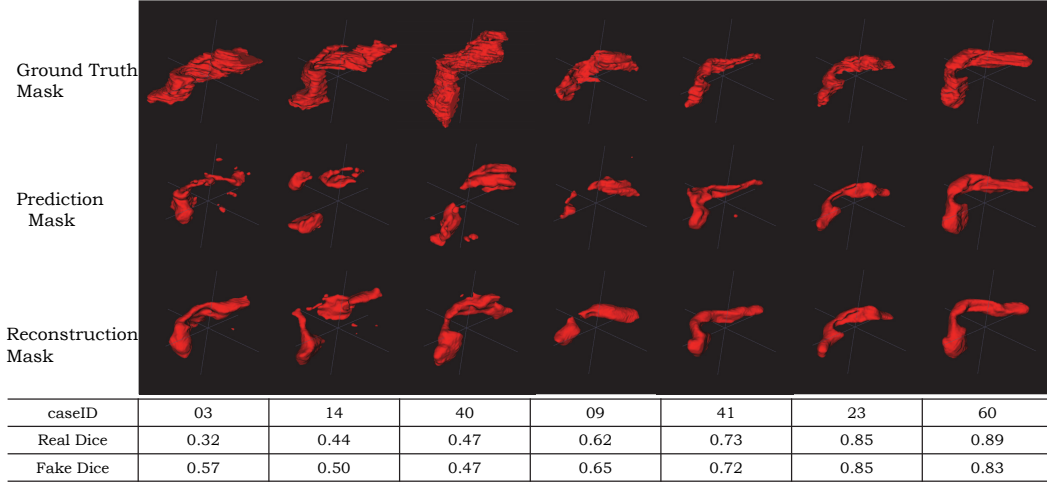 Ground Truth
Mask
Prediction
Mask
Reconstruction
Mask
caseID 03 14 40 09 41 23 60
Real Dice 0.32 0.44 0.47 0.62 0.73 0.85 0.89
Fake Dice 0.57 0.50 0.47 0.65 0.72 0.85 0.83